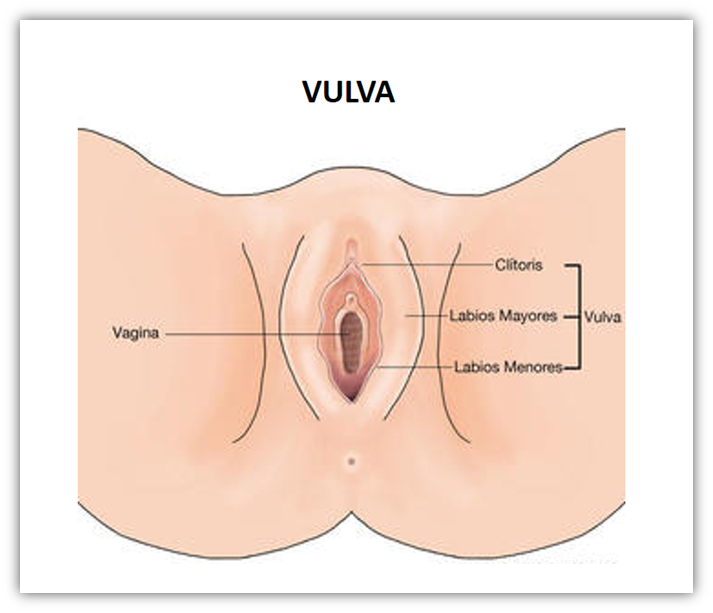 VULVA
Clítoris
Labios Mayores
Vulva
Vagina
Labios Menores